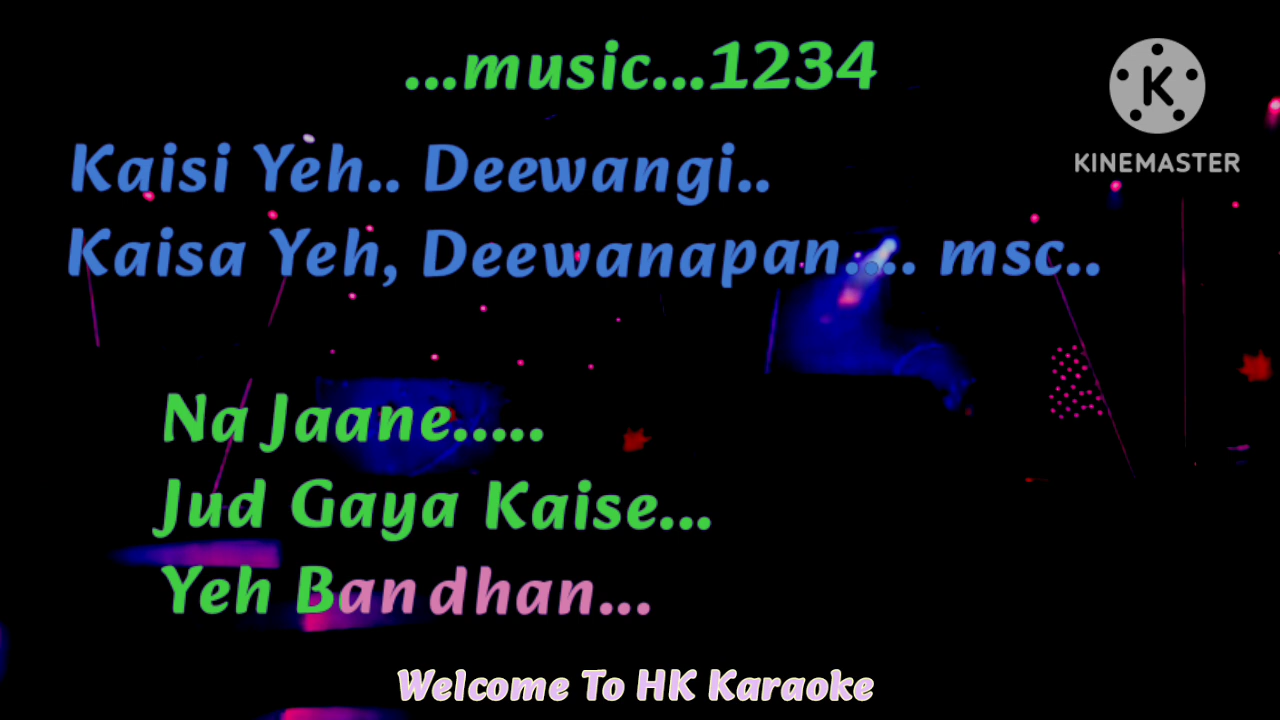 ...music...1234
K
KINEMASTER
Kaisi Yeh.. Deewangi..
Kaisa Yeh, Deewanapan.... msc..
Na Jaane.....
Jud Gaya Kaise...
Yeh Bandhan...
Welcome To HK Karaoke